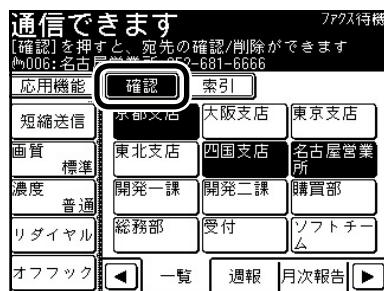 通信できます ファクス待機
[確認]を押すと、宛先の確認/削除ができます
006:名古屋営業所 052-681-6666
応用機能 確認 索引
短縮送信 京都支店 大阪支店 東京支店
画質 標準 東北支店 四国支店 名古屋営業所
濃度 普通 開発一課 開発二課 購買部
リダイヤル 総務部 受付 ソフトチーム
オフフック 一覧 週報 月次報告